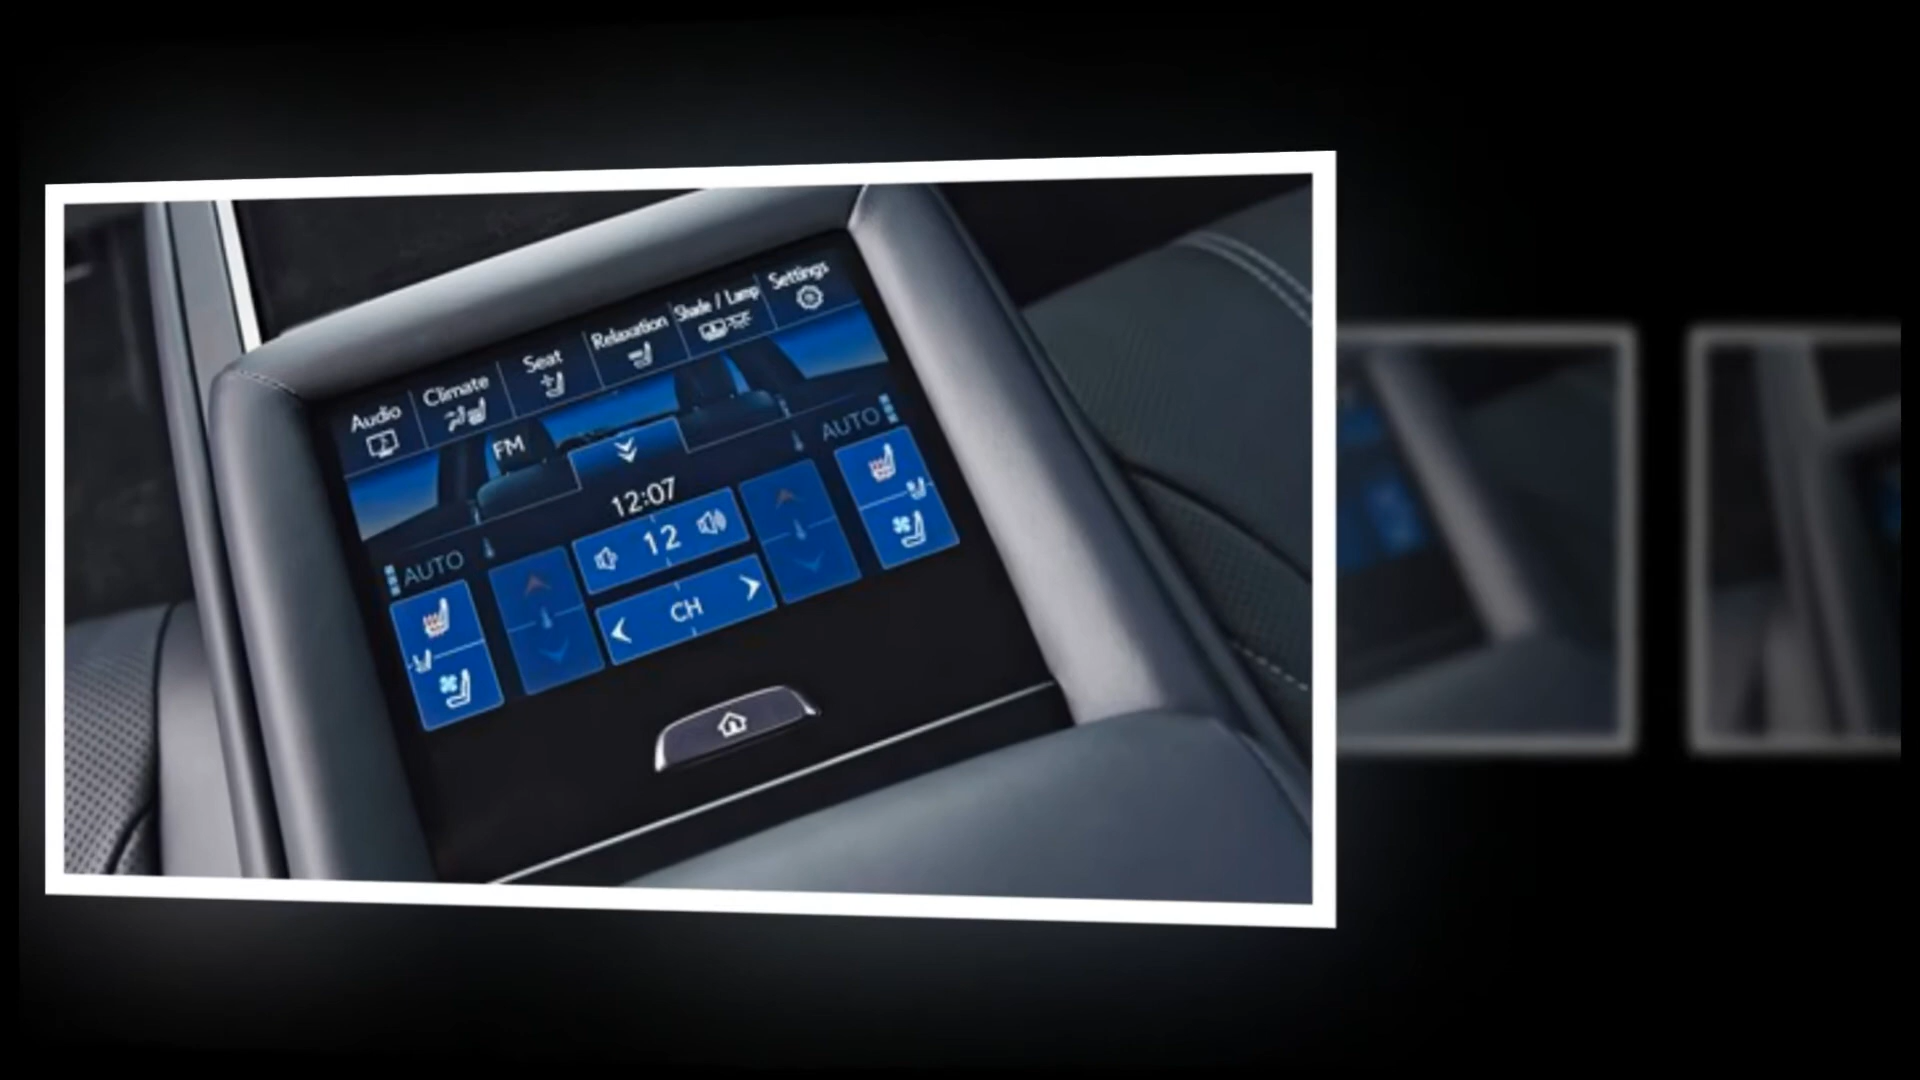 Audio
Climate
Seat
Relaxation
Shade / Lamp
Settings
FM
12:07
AUTO
12
CH
AUTO